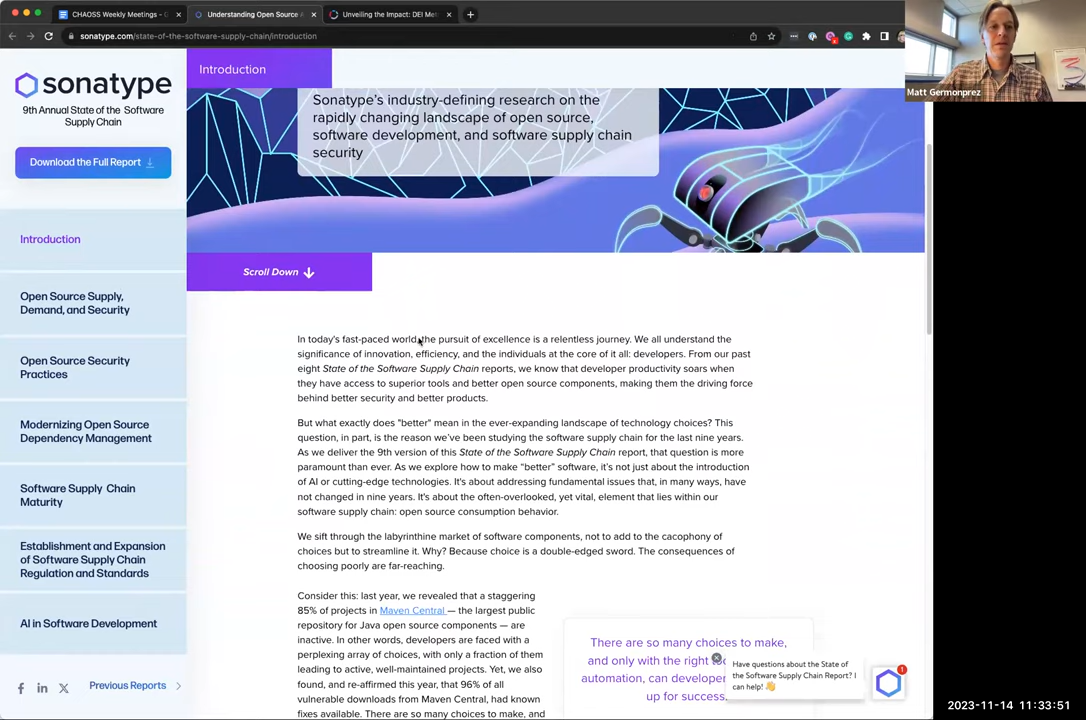 CHAOSS Weekly Meetings – G
Understanding Open Source A
Unveiling the Impact: DEI Met
sonatype.com/state-of-the-software-supply-chain/introduction
Matt Germonprez
sonatype
9th Annual State of the Software
Supply Chain
Download the Full Report
Introduction
Open Source Supply,
Demand, and Security
Open Source Security
Practices
Modernizing Open Source
Dependency Management
Software Supply Chain
Maturity
Establishment and Expansion
of Software Supply Chain
Regulation and Standards
AI in Software Development
Previous Reports
Introduction
Sonatype's industry-defining research on the
rapidly changing landscape of open source,
software development, and software supply chain
security
Scroll Down
In today's fast-paced world, the pursuit of excellence is a relentless journey. We all understand the
significance of innovation, efficiency, and the individuals at the core of it all: developers. From our past
eight State of the Software Supply Chain reports, we know that developer productivity soars when
they have access to superior tools and better open source components, making them the driving force
behind better security and better products.
But what exactly does "better" mean in the ever-expanding landscape of technology choices? This
question, in part, is the reason we've been studying the software supply chain for the last nine years.
As we deliver the 9th version of this State of the Software Supply Chain report, that question is more
paramount than ever. As we explore how to make “better” software, it's not just about the introduction
of AI or cutting-edge technologies. It's about addressing fundamental issues that, in many ways, have
not changed in nine years. It's about the often-overlooked, yet vital, element that lies within our
software supply chain: open source consumption behavior.
We sift through the labyrinthine market of software components, not to add to the cacophony of
choices but to streamline it. Why? Because choice is a double-edged sword. The consequences of
choosing poorly are far-reaching.
Consider this: last year, we revealed that a staggering
85% of projects in Maven Central — the largest public
repository for Java open source components — are
inactive. In other words, developers are faced with a
perplexing array of choices, with only a fraction of them
leading to active, well-maintained projects. Yet, we also
found, and re-affirmed this year, that 96% of all
vulnerable downloads from Maven Central, had known
fixes available. There are so many choices to make, and
There are so many choices to make,
and only with the right
automation, can develope
up for success.
Have questions about the State of
the Software Supply Chain Report? I
can help! 👋
1
2023-11-14 11:33:51